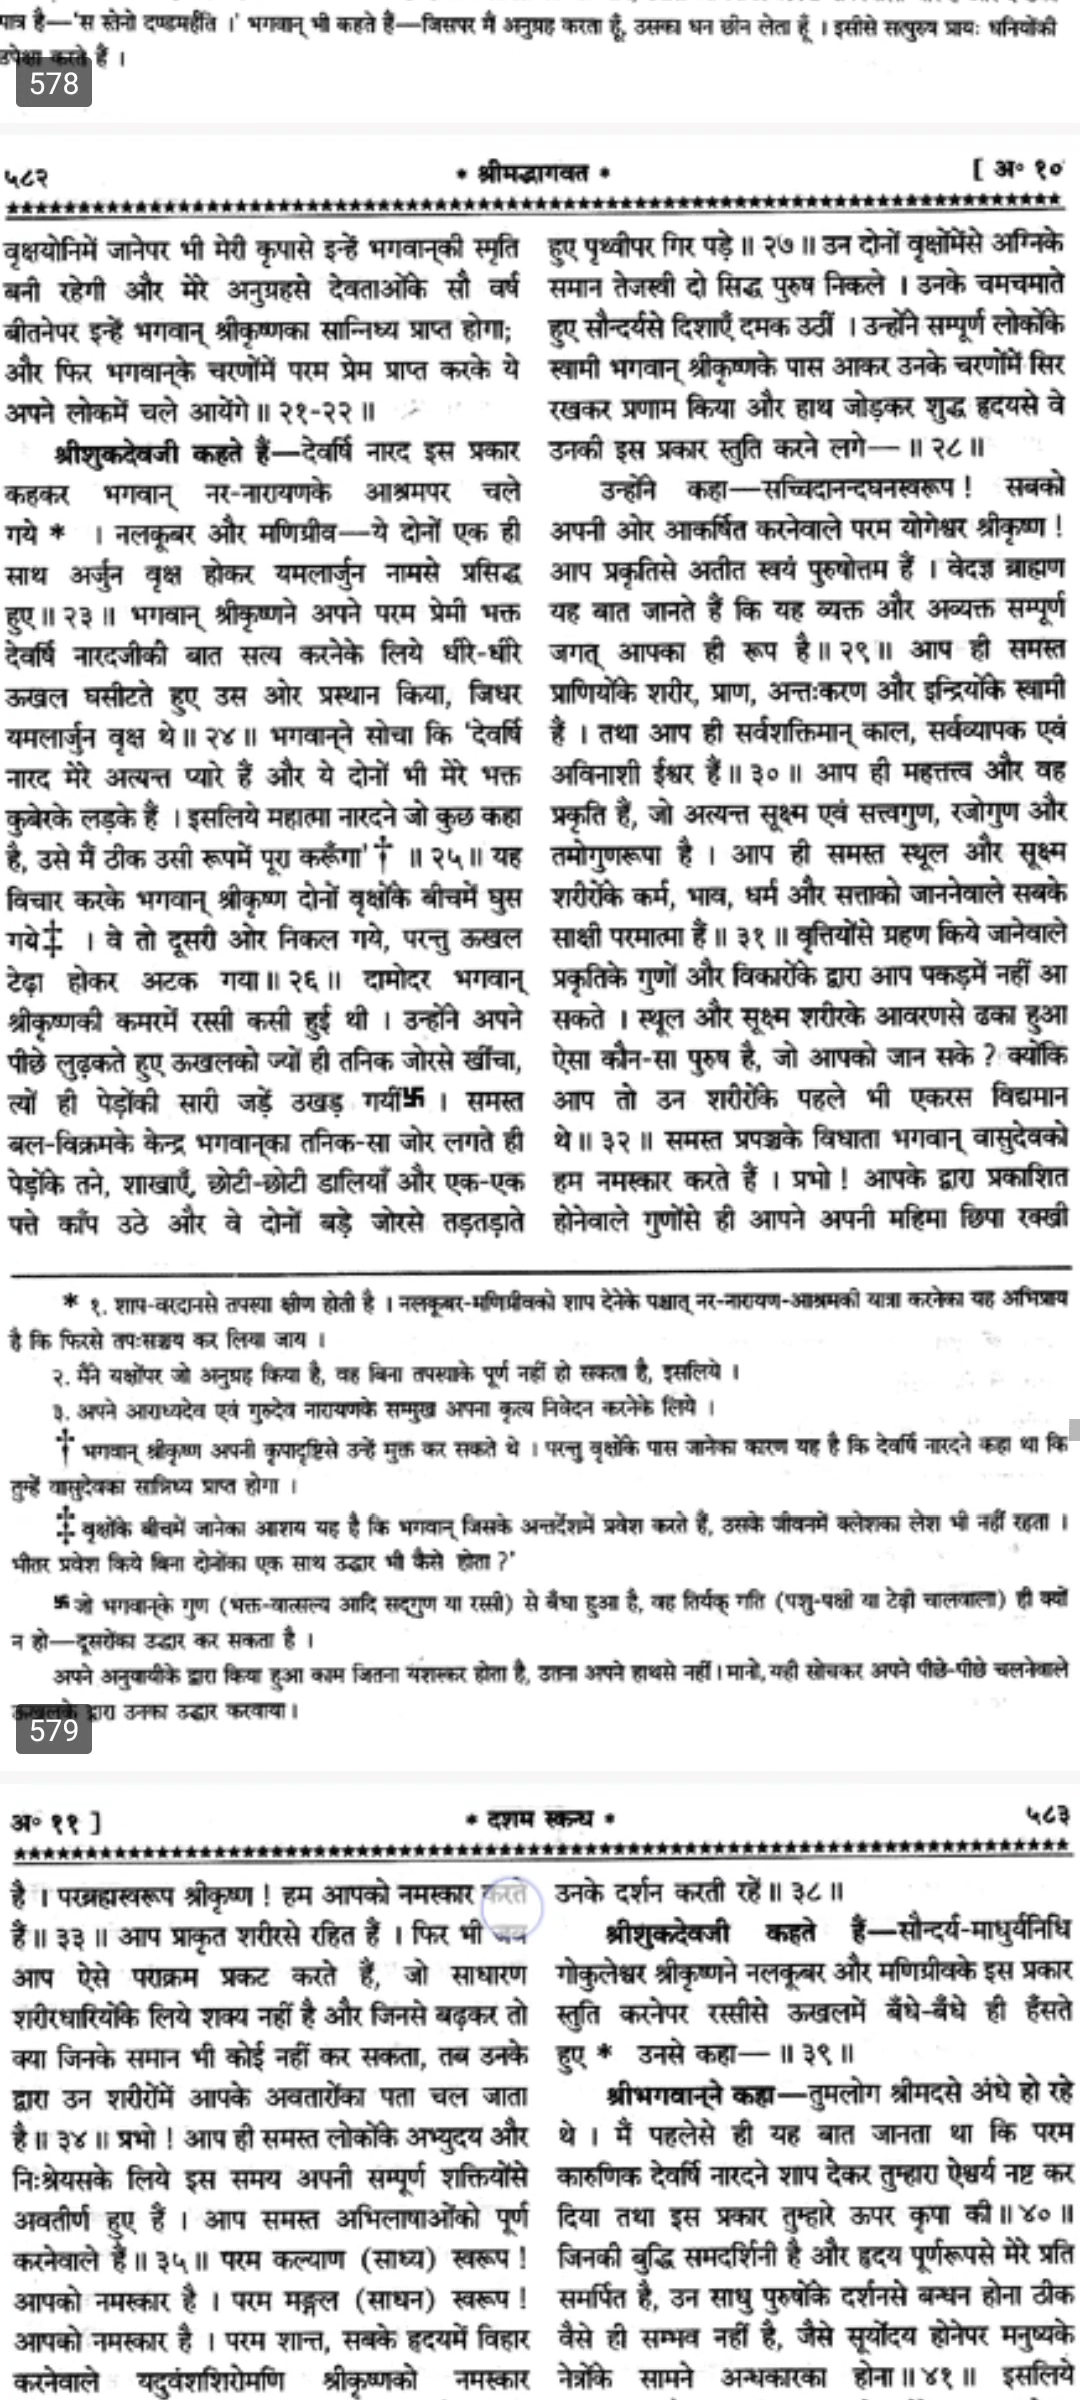 पात्र है—'स स्तेनो दण्डमर्हति ।' भगवान् भी कहते हैं—जिसपर मैं अनुग्रह करता हूँ, उसका धन छीन लेता हूँ । इसीसे सत्पुरुष प्रायः धनियोंकी
उपेक्षा करते हैं ।
578
५८२
* श्रीमद्भागवत *
[ अ० १०
वृक्षयोनिमें जानेपर भी मेरी कृपासे इन्हें भगवान्‌की स्मृति
बनी रहेगी और मेरे अनुग्रहसे देवताओंके सौ वर्ष
बीतनेपर इन्हें भगवान् श्रीकृष्णका सान्निध्य प्राप्त होगा;
और फिर भगवान्‌के चरणोंमें परम प्रेम प्राप्त करके ये
अपने लोकमें चले आयेंगे ॥ २१-२२ ॥
श्रीशुकदेवजी कहते हैं—देवर्षि नारद इस प्रकार
कहकर भगवान् नर-नारायणके आश्रमपर चले
गये * । नलकूबर और मणिग्रीव—ये दोनों एक ही
साथ अर्जुन वृक्ष होकर यमलार्जुन नामसे प्रसिद्ध
हुए ॥ २३ ॥ भगवान् श्रीकृष्णने अपने परम प्रेमी भक्त
देवर्षि नारदजीकी बात सत्य करनेके लिये धीरे-धीरे
ऊखल घसीटते हुए उस ओर प्रस्थान किया, जिधर
यमलार्जुन वृक्ष थे ॥ २४ ॥ भगवान्‌ने सोचा कि 'देवर्षि
नारद मेरे अत्यन्त प्यारे हैं और ये दोनों भी मेरे भक्त
कुबेरके लड़के हैं । इसलिये महात्मा नारदने जो कुछ कहा
है, उसे मैं ठीक उसी रूपमें पूरा करूँगा'† ॥ २५ ॥ यह
विचार करके भगवान् श्रीकृष्ण दोनों वृक्षोंके बीचमें घुस
गये‡ । वे तो दूसरी ओर निकल गये, परन्तु ऊखल
टेढ़ा होकर अटक गया ॥ २६ ॥ दामोदर भगवान्
श्रीकृष्णकी कमरमें रस्सी कसी हुई थी । उन्होंने अपने
पीछे लुढ़कते हुए ऊखलको ज्यों ही तनिक जोरसे खींचा,
त्यों ही पेड़ोंकी सारी जड़ें उखड़ गयीं卐 । समस्त
बल-विक्रमके केन्द्र भगवान्‌का तनिक-सा जोर लगते ही
पेड़ोंके तने, शाखाएँ, छोटी-छोटी डालियाँ और एक-एक
पत्ते काँप उठे और वे दोनों बड़े जोरसे तड़तड़ाते
हुए पृथ्वीपर गिर पड़े ॥ २७ ॥ उन दोनों वृक्षोंमेंसे अग्निके
समान तेजस्वी दो सिद्ध पुरुष निकले । उनके चमचमाते
हुए सौन्दर्यसे दिशाएँ दमक उठीं । उन्होंने सम्पूर्ण लोकोंके
स्वामी भगवान् श्रीकृष्णके पास आकर उनके चरणोंमें सिर
रखकर प्रणाम किया और हाथ जोड़कर शुद्ध हृदयसे वे
उनकी इस प्रकार स्तुति करने लगे— ॥ २८ ॥
उन्होंने कहा—सच्चिदानन्दघनस्वरूप ! सबको
अपनी ओर आकर्षित करनेवाले परम योगेश्वर श्रीकृष्ण !
आप प्रकृतिसे अतीत स्वयं पुरुषोत्तम हैं । वेदज्ञ ब्राह्मण
यह बात जानते हैं कि यह व्यक्त और अव्यक्त सम्पूर्ण
जगत् आपका ही रूप है ॥ २९ ॥ आप ही समस्त
प्राणियोंके शरीर, प्राण, अन्तःकरण और इन्द्रियोंके स्वामी
हैं । तथा आप ही सर्वशक्तिमान् काल, सर्वव्यापक एवं
अविनाशी ईश्वर हैं ॥ ३० ॥ आप ही महत्तत्त्व और वह
प्रकृति हैं, जो अत्यन्त सूक्ष्म एवं सत्त्वगुण, रजोगुण और
तमोगुणरूपा है । आप ही समस्त स्थूल और सूक्ष्म
शरीरोंके कर्म, भाव, धर्म और सत्ताको जाननेवाले सबके
साक्षी परमात्मा हैं ॥ ३१ ॥ वृत्तियोंसे ग्रहण किये जानेवाले
प्रकृतिके गुणों और विकारोंके द्वारा आप पकड़में नहीं आ
सकते । स्थूल और सूक्ष्म शरीरके आवरणसे ढका हुआ
ऐसा कौन-सा पुरुष है, जो आपको जान सके ? क्योंकि
आप तो उन शरीरोंके पहले भी एकरस विद्यमान
थे ॥ ३२ ॥ समस्त प्रपञ्चके विधाता भगवान् वासुदेवको
हम नमस्कार करते हैं । प्रभो ! आपके द्वारा प्रकाशित
होनेवाले गुणोंसे ही आपने अपनी महिमा छिपा रक्खी
* १. शाप-वरदानसे तपस्या क्षीण होती है । नलकूबर-मणिग्रीवको शाप देनेके पश्चात् नर-नारायण-आश्रमकी यात्रा करनेका यह अभिप्राय
है कि फिरसे तपःसञ्चय कर लिया जाय ।
२. मैंने यक्षोंपर जो अनुग्रह किया है, वह बिना तपस्याके पूर्ण नहीं हो सकता है, इसलिये ।
३. अपने आराध्यदेव एवं गुरुदेव नारायणके सम्मुख अपना कृत्य निवेदन करनेके लिये ।
† भगवान् श्रीकृष्ण अपनी कृपादृष्टिसे उन्हें मुक्त कर सकते थे । परन्तु वृक्षोंके पास जानेका कारण यह है कि देवर्षि नारदने कहा था कि
तुम्हें वासुदेवका सान्निध्य प्राप्त होगा ।
‡ वृक्षोंके बीचमें जानेका आशय यह है कि भगवान् जिसके अन्तर्देशमें प्रवेश करते हैं, उसके जीवनमें क्लेशका लेश भी नहीं रहता ।
भीतर प्रवेश किये बिना दोनोंका एक साथ उद्धार भी कैसे होता ?'
卐 जो भगवान्‌के गुण (भक्त-वात्सल्य आदि सद्‌गुण या रस्सी) से बँधा हुआ है, वह तिर्यक् गति (पशु-पक्षी या टेढ़ी चालवाला) ही क्यों
न हो—दूसरोंका उद्धार कर सकता है ।
अपने अनुयायीके द्वारा किया हुआ काम जितना यशस्कर होता है, उतना अपने हाथसे नहीं । मानो, यही सोचकर अपने पीछे-पीछे चलनेवाले
ऊखलके द्वारा उनका उद्धार करवाया ।
579
अ० ११ ]
* दशम स्कन्ध *
५८३
है । परब्रह्मस्वरूप श्रीकृष्ण ! हम आपको नमस्कार करते
हैं ॥ ३३ ॥ आप प्राकृत शरीरसे रहित हैं । फिर भी जब
आप ऐसे पराक्रम प्रकट करते हैं, जो साधारण
शरीरधारियोंके लिये शक्य नहीं है और जिनसे बढ़कर तो
क्या जिनके समान भी कोई नहीं कर सकता, तब उनके
द्वारा उन शरीरोंमें आपके अवतारोंका पता चल जाता
है ॥ ३४ ॥ प्रभो ! आप ही समस्त लोकोंके अभ्युदय और
निःश्रेयसके लिये इस समय अपनी सम्पूर्ण शक्तियोंसे
अवतीर्ण हुए हैं । आप समस्त अभिलाषाओंको पूर्ण
करनेवाले हैं ॥ ३५ ॥ परम कल्याण (साध्य) स्वरूप !
आपको नमस्कार है । परम मङ्गल (साधन) स्वरूप !
आपको नमस्कार है । परम शान्त, सबके हृदयमें विहार
करनेवाले यदुवंशशिरोमणि श्रीकृष्णको नमस्कार
उनके दर्शन करती रहें ॥ ३८ ॥
श्रीशुकदेवजी कहते हैं—सौन्दर्य-माधुर्यनिधि
गोकुलेश्वर श्रीकृष्णने नलकूबर और मणिग्रीवके इस प्रकार
स्तुति करनेपर रस्सीसे ऊखलमें बँधे-बँधे ही हँसते
हुए * उनसे कहा— ॥ ३९ ॥
श्रीभगवान्‌ने कहा—तुमलोग श्रीमदसे अंधे हो रहे
थे । मैं पहलेसे ही यह बात जानता था कि परम
कारुणिक देवर्षि नारदने शाप देकर तुम्हारा ऐश्वर्य नष्ट कर
दिया तथा इस प्रकार तुम्हारे ऊपर कृपा की ॥ ४० ॥
जिनकी बुद्धि समदर्शिनी है और हृदय पूर्णरूपसे मेरे प्रति
समर्पित है, उन साधु पुरुषोंके दर्शनसे बन्धन होना ठीक
वैसे ही सम्भव नहीं है, जैसे सूर्योदय होनेपर मनुष्यके
नेत्रोंके सामने अन्धकारका होना ॥ ४१ ॥ इसलिये